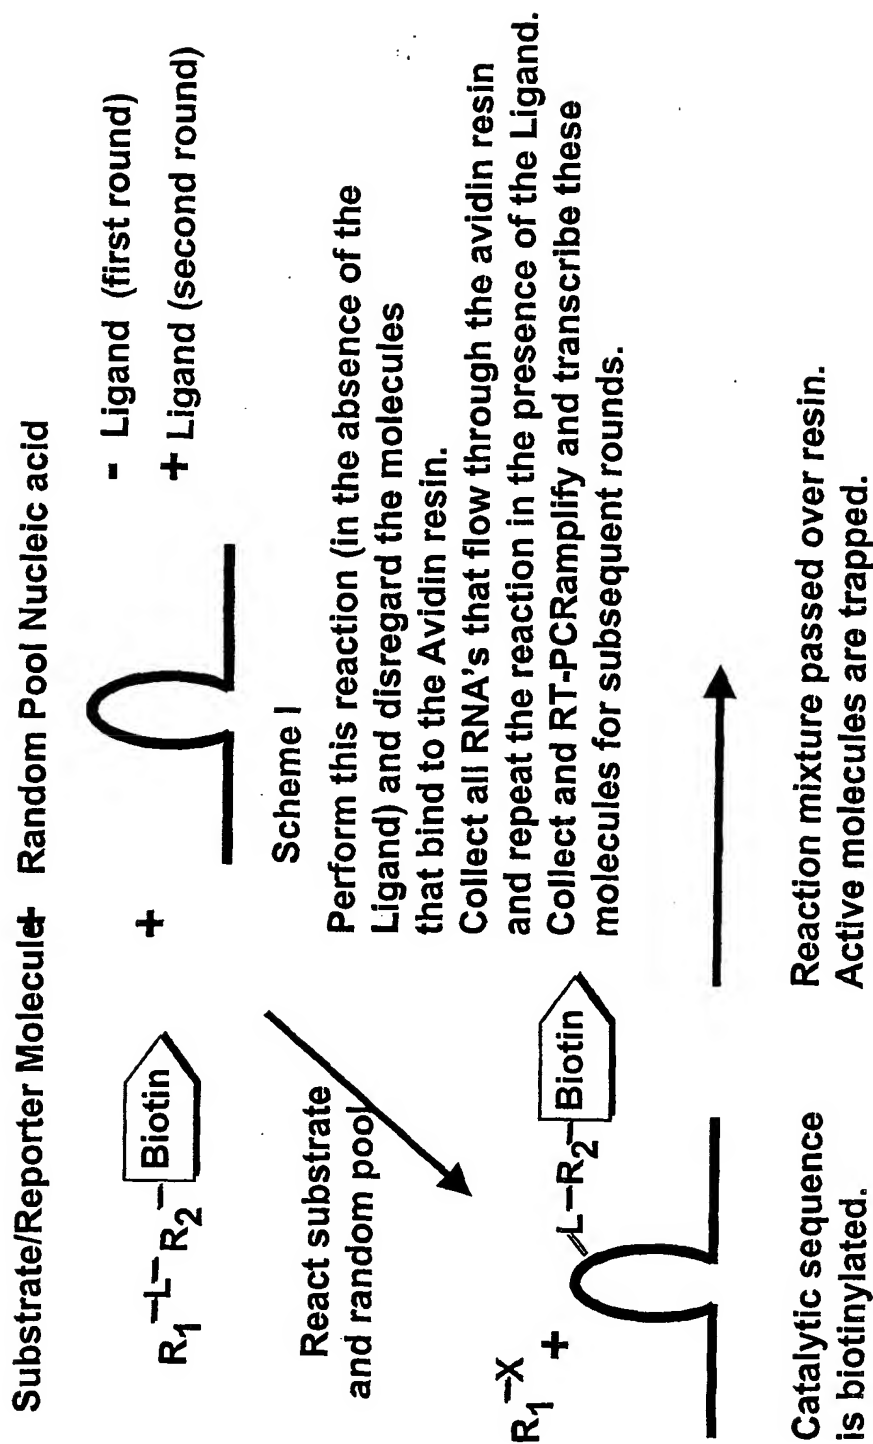 Substrate/Reporter Molecule+ Random Pool Nucleic acid
R1-L-R2-Biotin
+
- Ligand (first round)
+ Ligand (second round)
Scheme I
React substrate
and random pool
Perform this reaction (in the absence of the
Ligand) and disregard the molecules
that bind to the Avidin resin.
Collect all RNA's that flow through the avidin resin
and repeat the reaction in the presence of the Ligand.
Collect and RT-PCRamplify and transcribe these
molecules for subsequent rounds.
R1-X
+
L-R2-Biotin
Catalytic sequence
is biotinylated.
Reaction mixture passed over resin.
Active molecules are trapped.